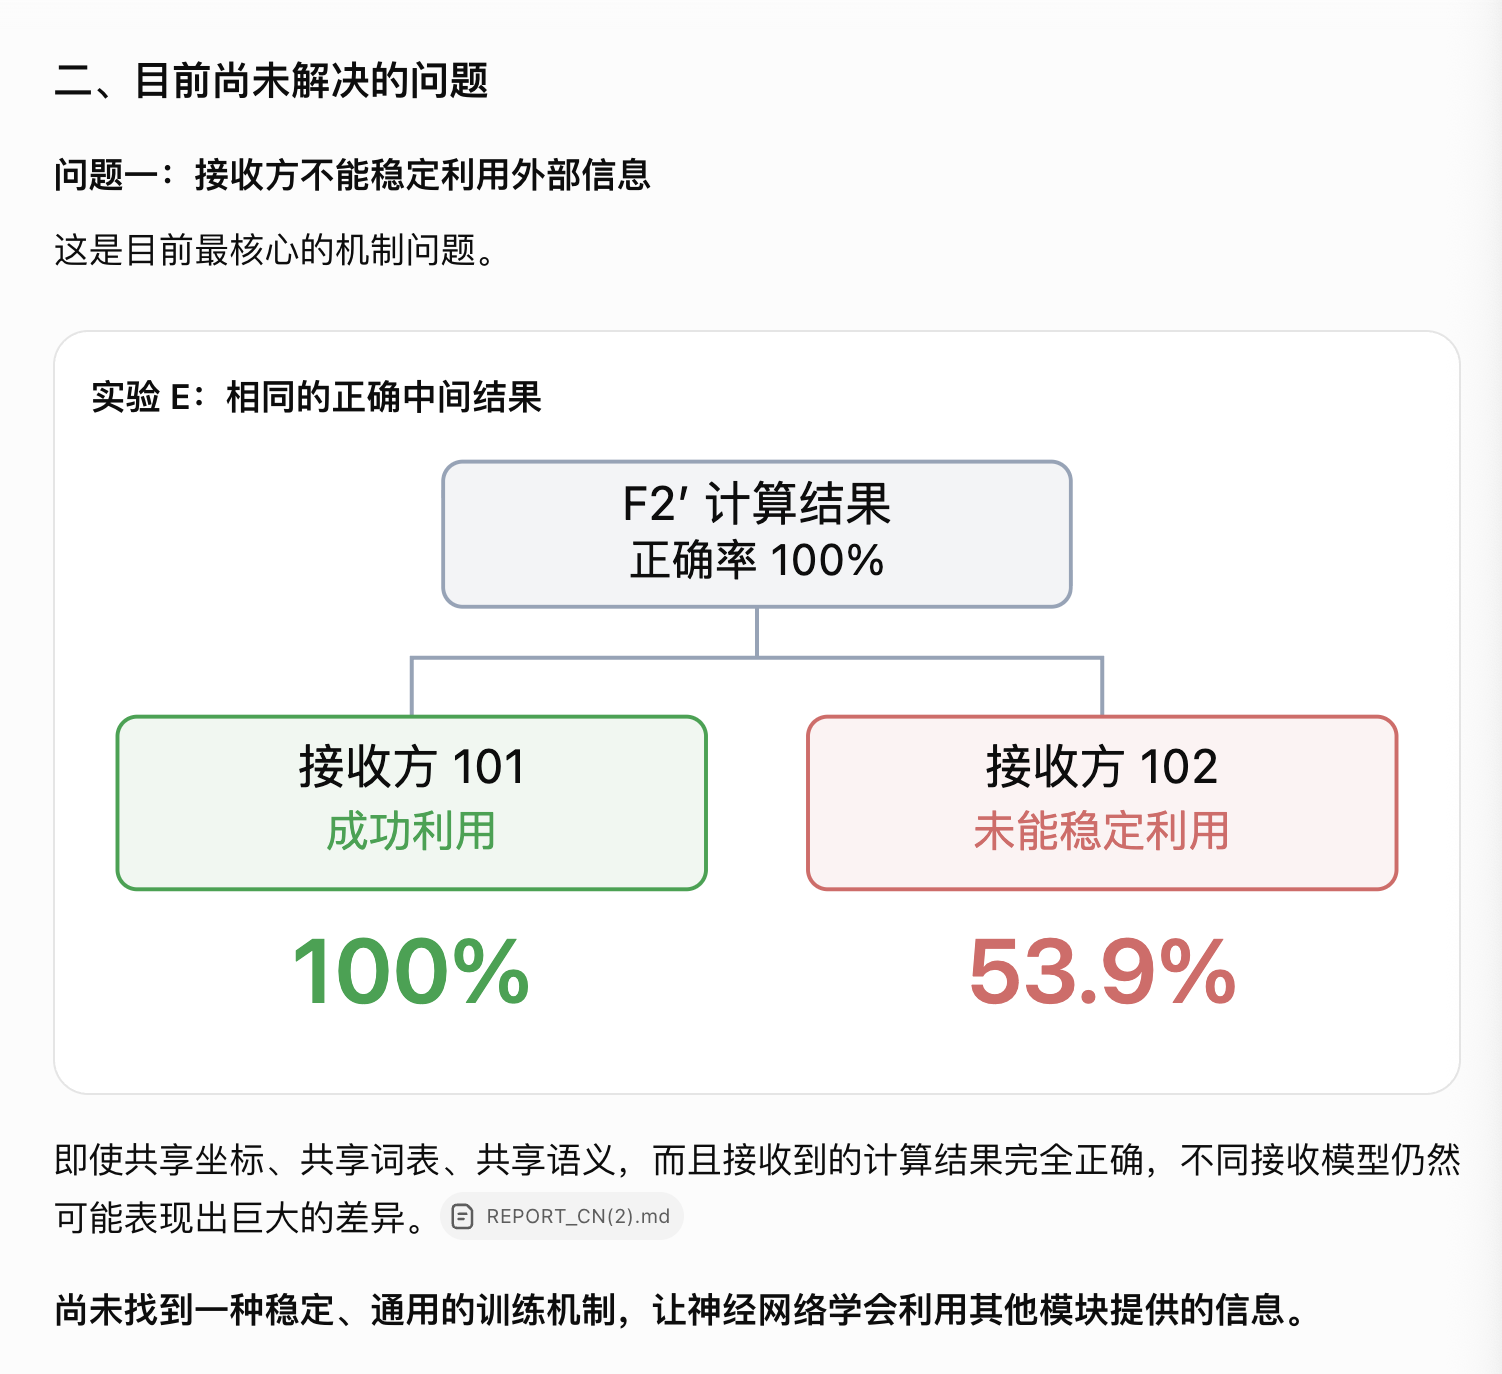 二、目前尚未解决的问题
问题一：接收方不能稳定利用外部信息
这是目前最核心的机制问题。
实验 E：相同的正确中间结果
F2′ 计算结果
正确率 100%
接收方 101
成功利用
100%
接收方 102
未能稳定利用
53.9%
即使共享坐标、共享词表、共享语义，而且接收到的计算结果完全正确，不同接收模型仍然
可能表现出巨大的差异。 REPORT_CN(2).md
尚未找到一种稳定、通用的训练机制，让神经网络学会利用其他模块提供的信息。